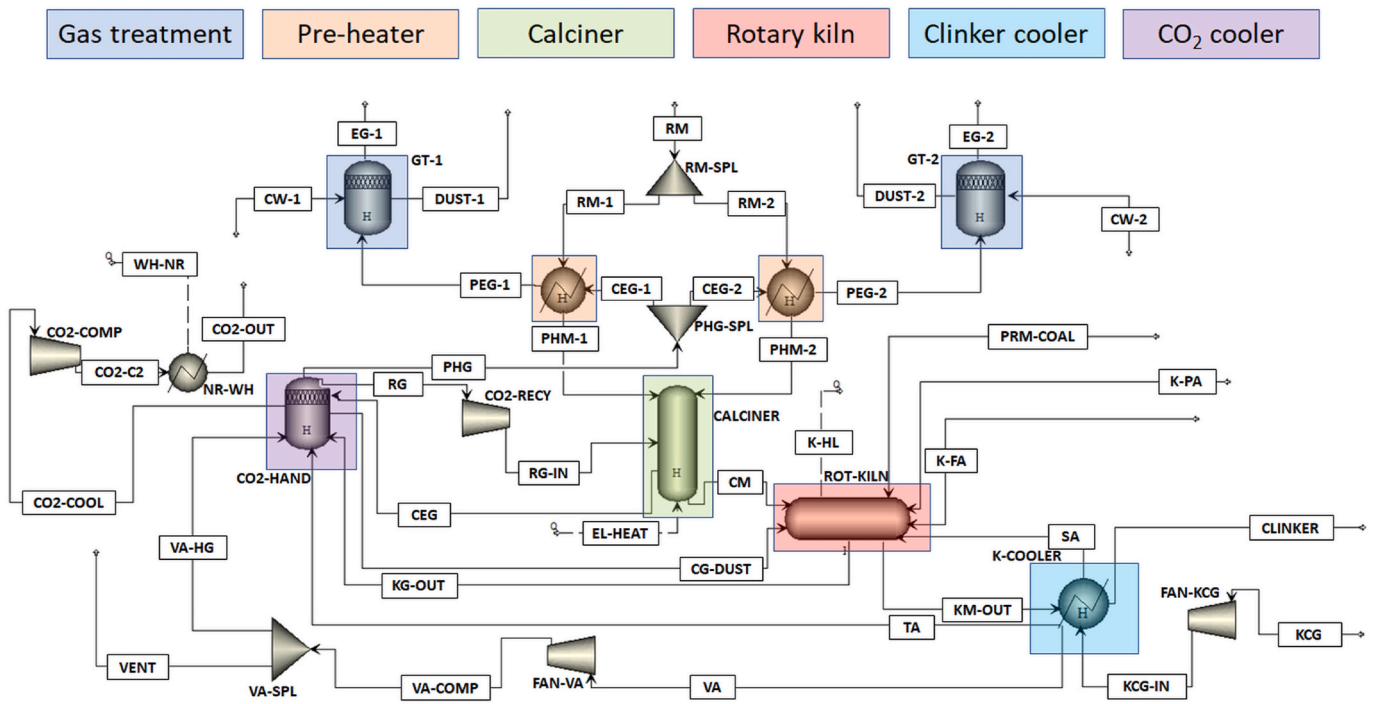 Gas treatment
Pre-heater
Calciner
Rotary kiln
Clinker cooler
CO₂ cooler
EG-1
GT-1
RM
RM-SPL
EG-2
GT-2
CW-1
DUST-1
RM-1
RM-2
DUST-2
CW-2
H
H
WH-NR
PEG-1
CEG-1
CEG-2
PEG-2
H
H
PHG-SPL
CO2-COMP
CO2-OUT
PHM-1
PHM-2
PRM-COAL
CO2-C2
NR-WH
PHG
RG
CO2-RECY
K-PA
CALCINER
H
K-HL
K-FA
RG-IN
H
CO2-HAND
ROT-KILN
CM
CO2-COOL
CEG
EL-HEAT
SA
CLINKER
VA-HG
CG-DUST
K-COOLER
KG-OUT
KM-OUT
H
FAN-KCG
TA
KCG
VENT
VA-SPL
VA-COMP
FAN-VA
VA
KCG-IN